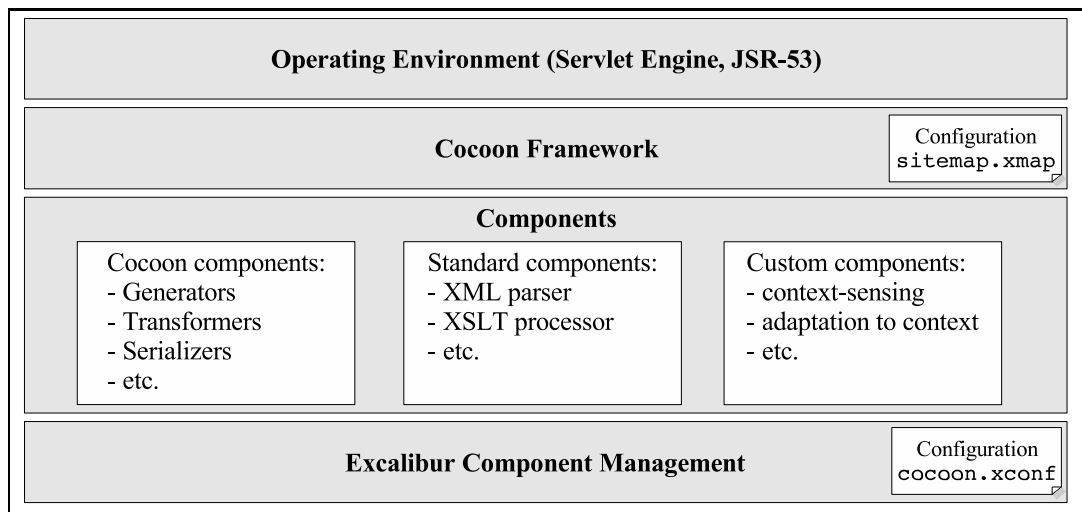 Operating Environment (Servlet Engine, JSR-53)
Cocoon Framework
Configuration
sitemap.xmap
Components
Cocoon components:
- Generators
- Transformers
- Serializers
- etc.
Standard components:
- XML parser
- XSLT processor
- etc.
Custom components:
- context-sensing
- adaptation to context
- etc.
Excalibur Component Management
Configuration
cocoon.xconf